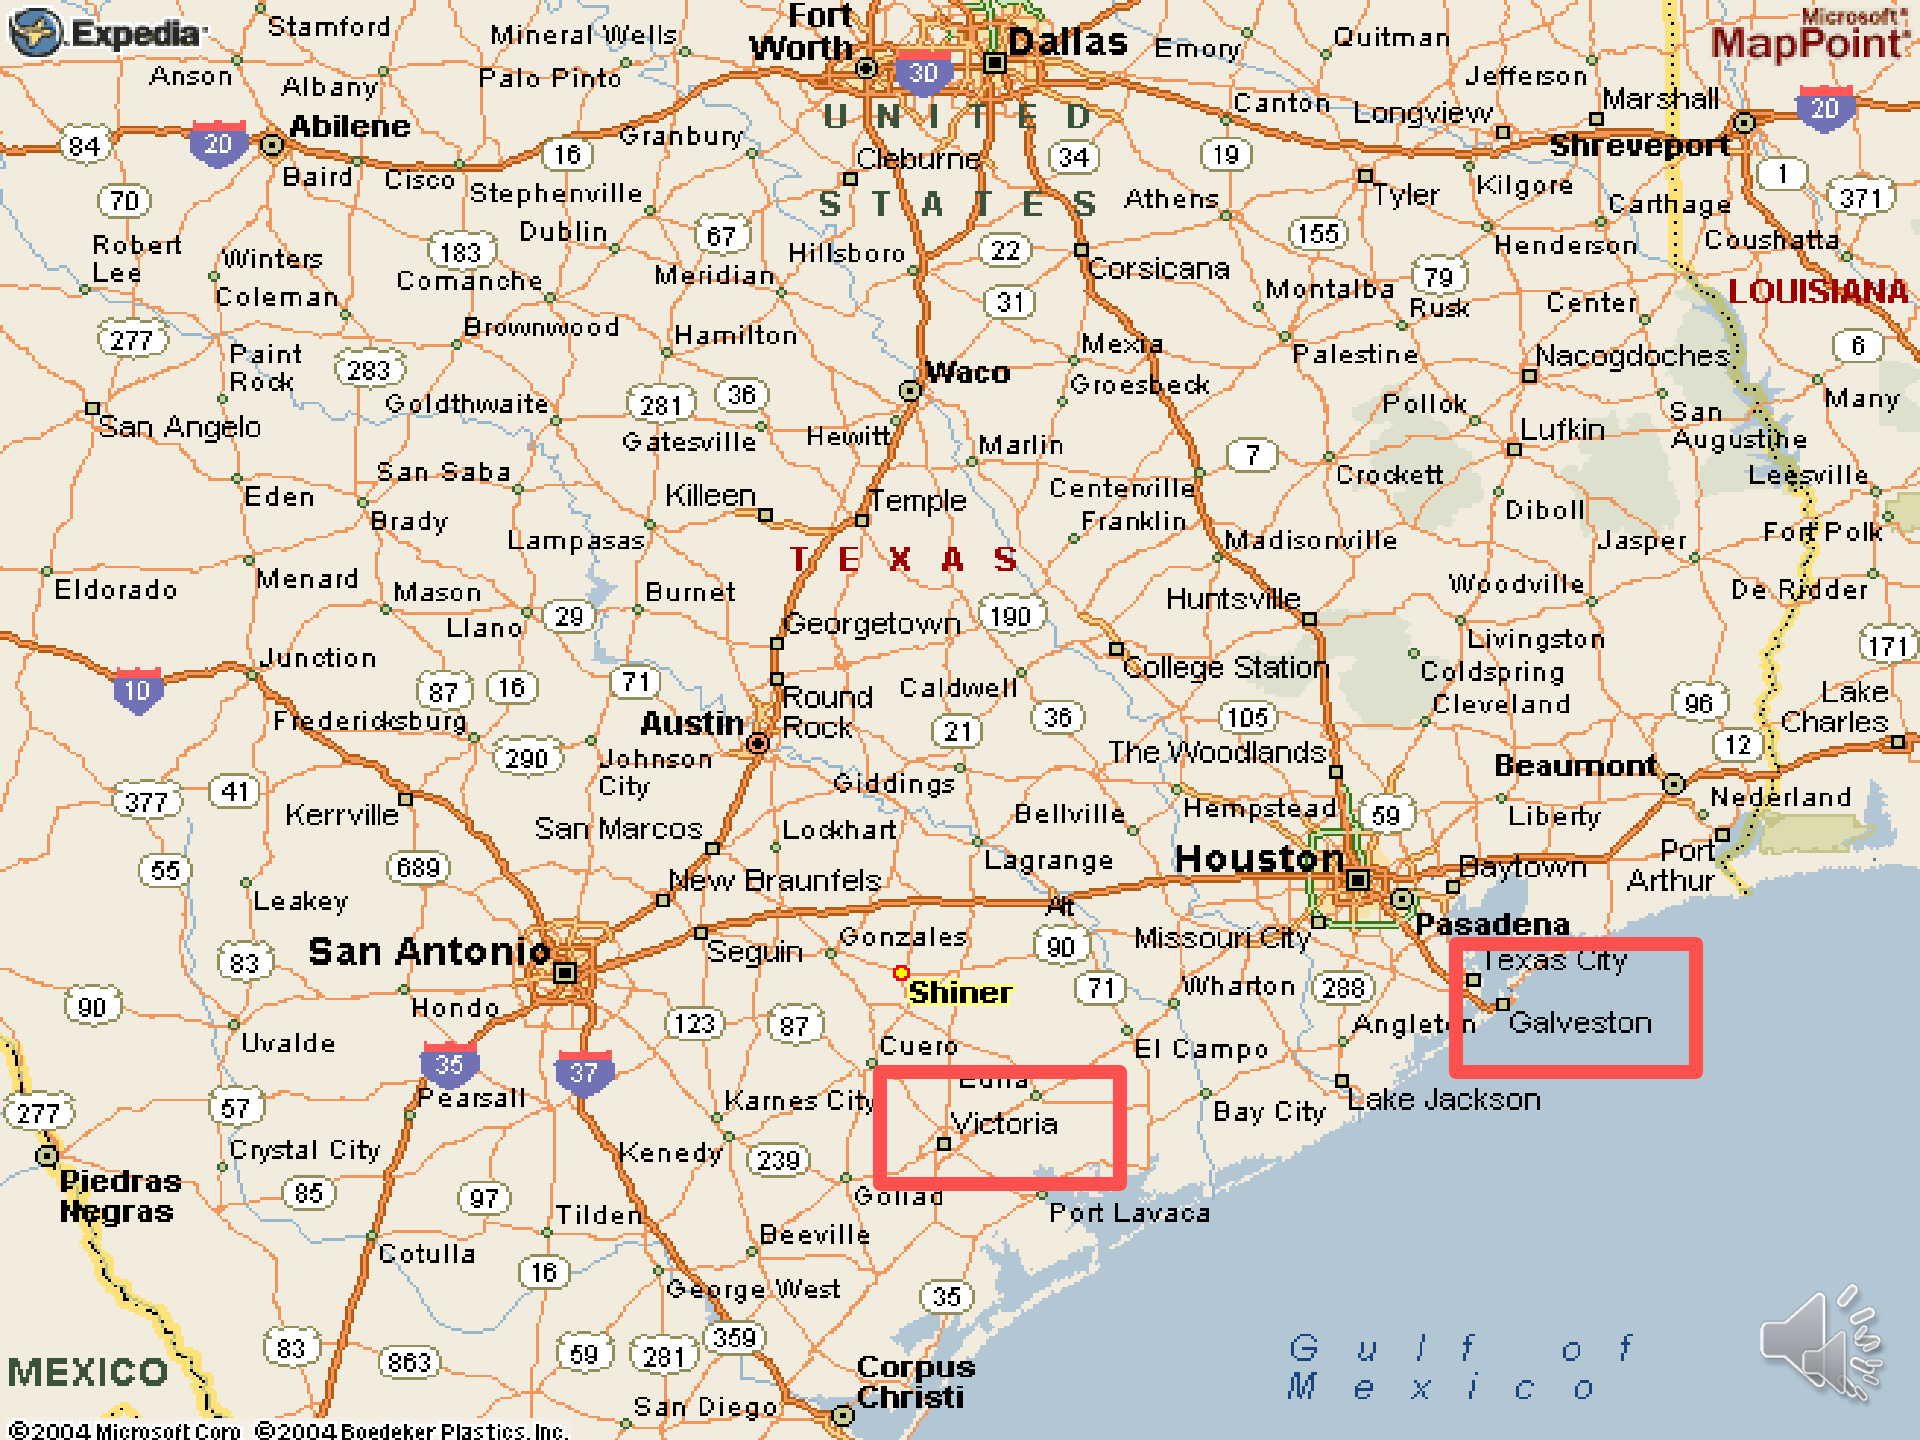 Expedia
Microsoft
MapPoint
Stamford
Mineral Wells
Fort
Worth
Dallas
Emory
Quitman
Anson
Albany
Palo Pinto
30
Jefferson
UNITED
Canton
Longview
Marshall
20
84
20
Abilene
Granbury
16
Cleburne
34
19
Shreveport
1
Baird
Cisco
Stephenville
STATES
Athens
Tyler
Kilgore
371
70
Dublin
67
Carthage
Robert
Lee
Winters
183
Hillsboro
22
155
Henderson
Coushatta
Comanche
Meridian
Corsicana
79
Coleman
31
Montalba
Rusk
Center
LOUISIANA
277
Brownwood
Hamilton
Mexia
Palestine
Nacogdoches
6
Paint
Rock
283
Waco
Groesbeck
Goldthwaite
281
36
Pollok
San
Augustine
Many
San Angelo
Gatesville
Hewitt
Marlin
7
Lufkin
San Saba
Crockett
Leesville
Eden
Killeen
Temple
Centerville
Diboll
Brady
Franklin
Lampasas
TEXAS
Madisonville
Jasper
Fort Polk
Eldorado
Menard
Mason
Burnet
Woodville
De Ridder
Llano
29
Georgetown
190
Huntsville
Livingston
171
Junction
College Station
Coldspring
10
87
16
71
Round
Rock
Caldwell
Cleveland
Lake
Charles
Fredericksburg
Austin
21
36
105
96
290
Johnson
City
The Woodlands
12
377
41
Giddings
Beaumont
Kerrville
Bellville
Hempstead
59
Liberty
Nederland
San Marcos
Lockhart
55
689
Lagrange
Houston
Baytown
Port
Arthur
Leakey
New Braunfels
Alt
90
Pasadena
San Antonio
Seguin
Gonzales
Missouri City
83
Texas City
90
Hondo
Shiner
71
Wharton
288
Uvalde
123
87
Angleton
Galveston
35
37
Cuero
El Campo
277
57
Pearsall
Karnes City
Edna
Bay City
Lake Jackson
Crystal City
Kenedy
239
Victoria
Piedras
Negras
85
97
Goliad
Tilden
Port Lavaca
Cotulla
Beeville
16
George West
35
83
863
59
281
359
Gulf of
Mexico
MEXICO
Corpus
Christi
San Diego
©2004 Microsoft Corp ©2004 Boedeker Plastics, Inc.